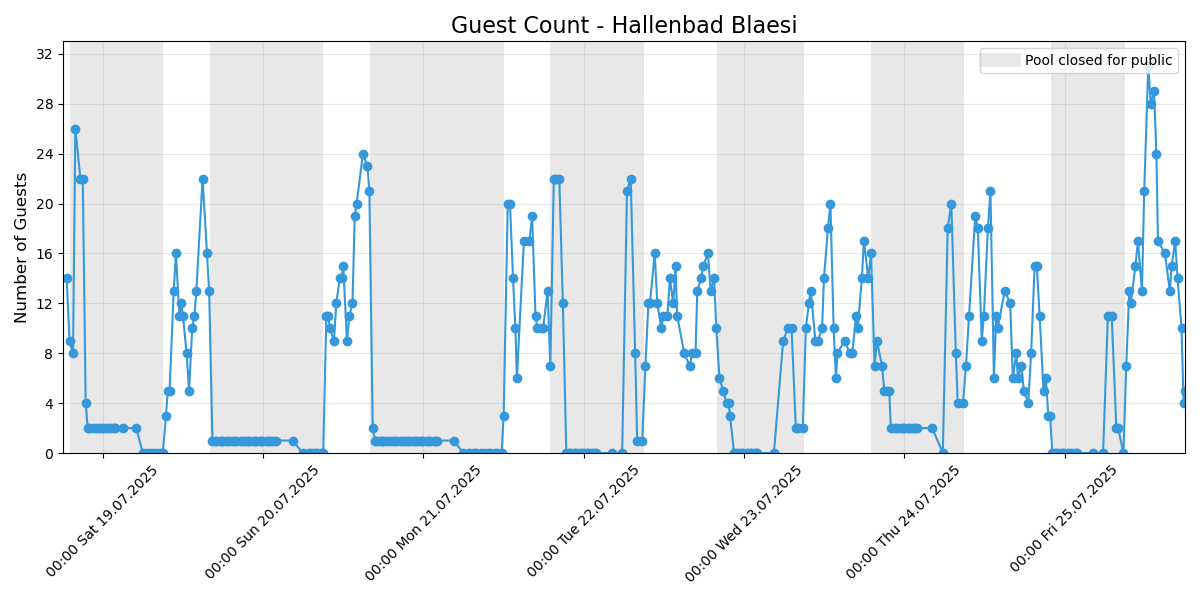 Guest Count - Hallenbad Blaesi
Pool closed for public
Number of Guests
32
28
24
20
16
12
8
4
0
00:00 Sat 19.07.2025
00:00 Sun 20.07.2025
00:00 Mon 21.07.2025
00:00 Tue 22.07.2025
00:00 Wed 23.07.2025
00:00 Thu 24.07.2025
00:00 Fri 25.07.2025